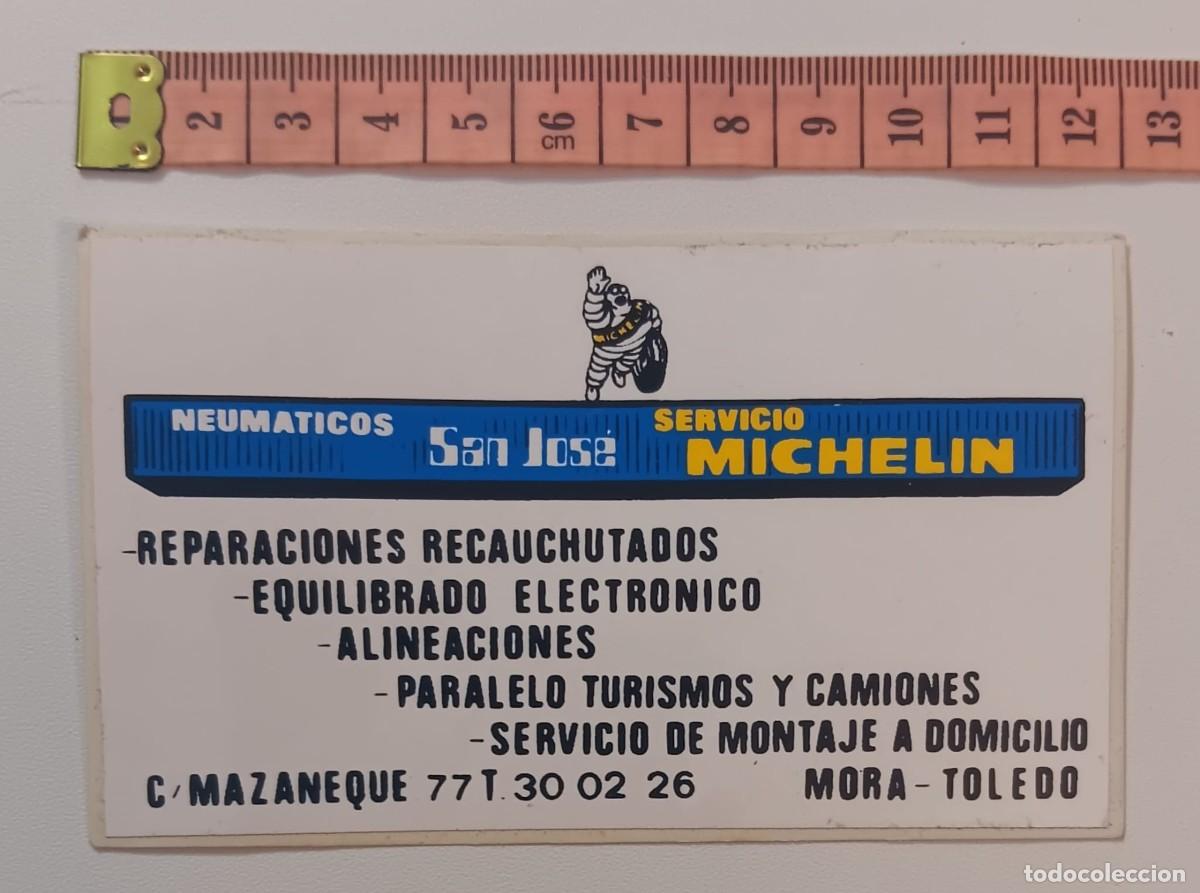 2 3 4 5 6 7 8 9 10 11 12 13
cm
MICHELIN
NEUMATICOS San José SERVICIO MICHELIN
-REPARACIONES RECAUCHUTADOS
-EQUILIBRADO ELECTRONICO
-ALINEACIONES
-PARALELO TURISMOS Y CAMIONES
-SERVICIO DE MONTAJE A DOMICILIO
C/MAZANEQUE 77 T. 30 02 26 MORA-TOLEDO
todocoleccion